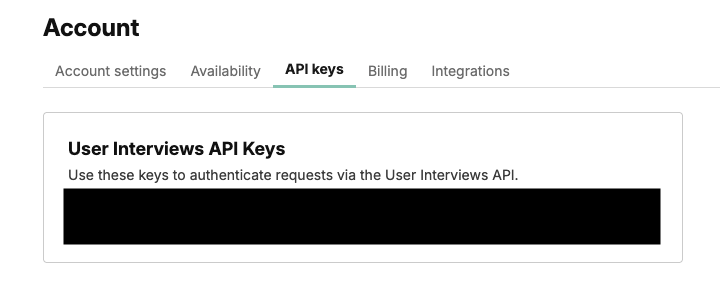 Account
Account settings Availability API keys Billing Integrations
User Interviews API Keys
Use these keys to authenticate requests via the User Interviews API.